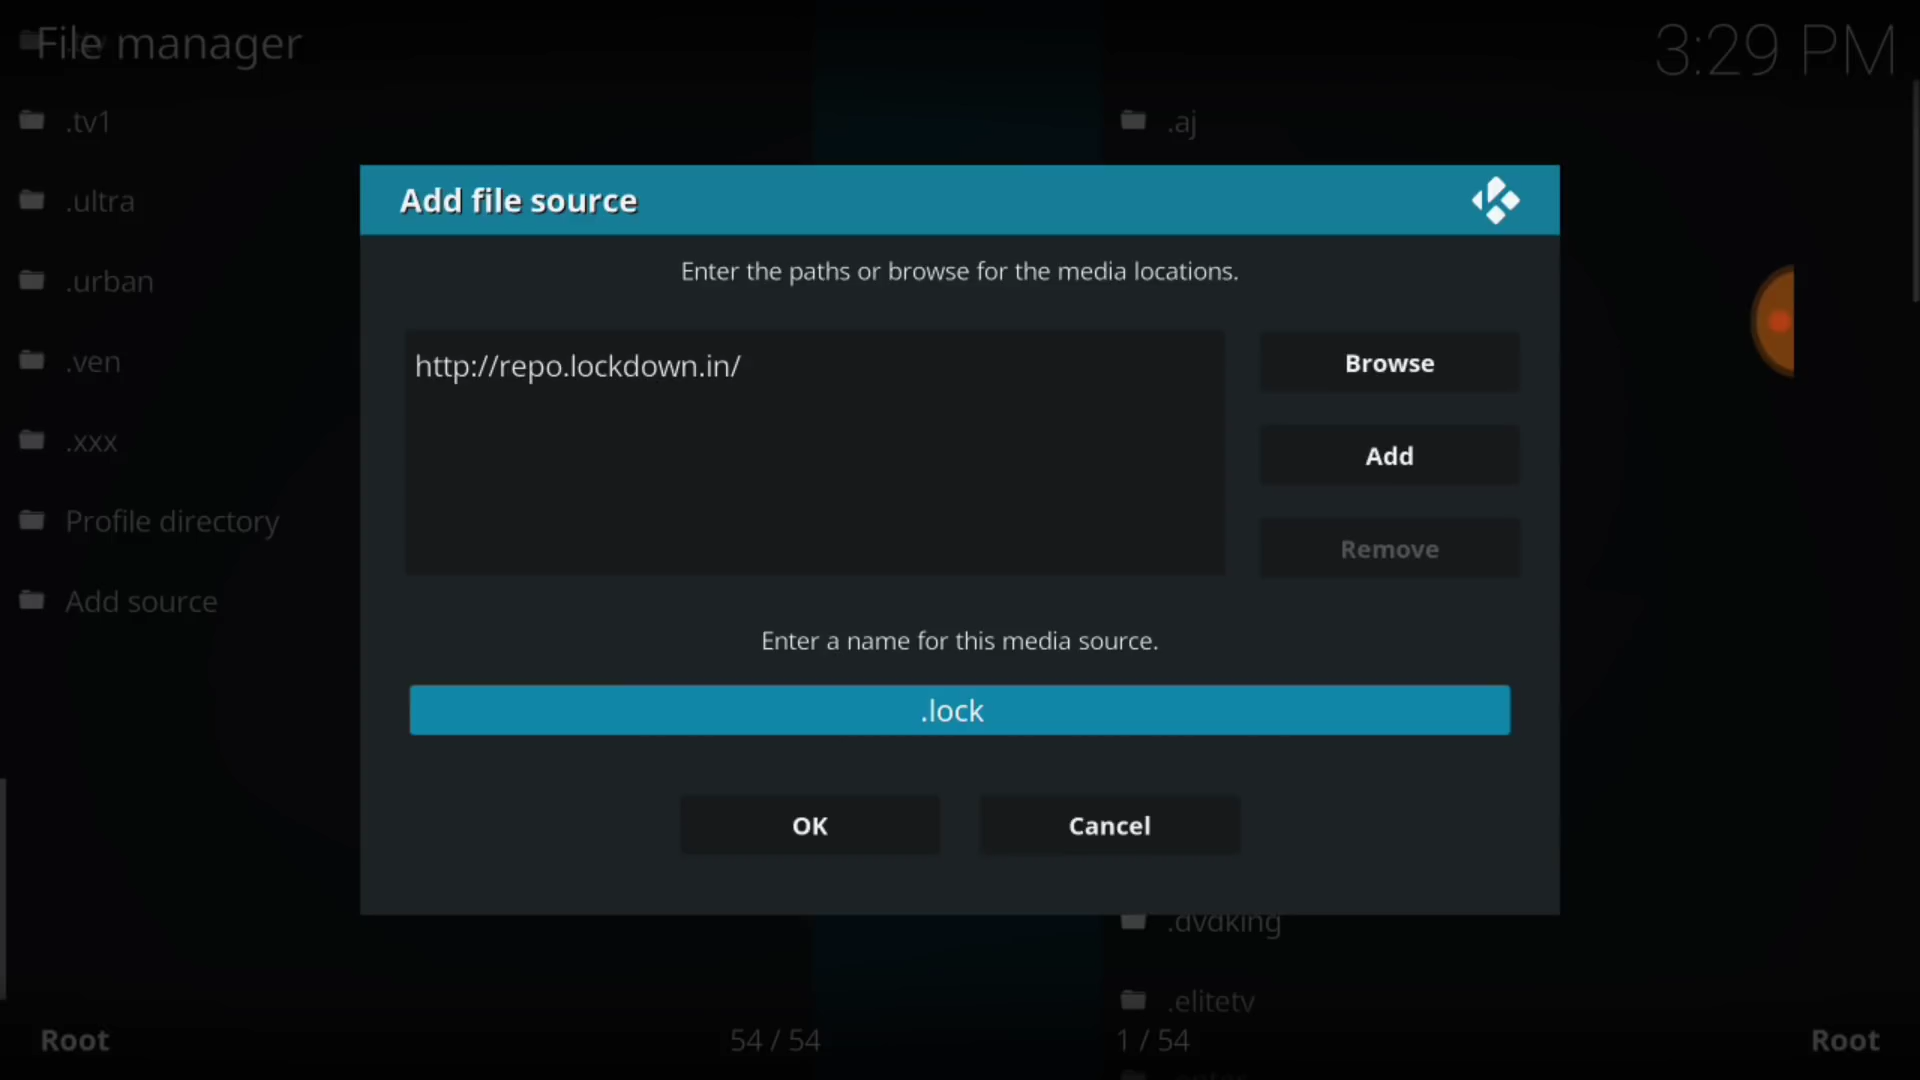 File manager
3:29 PM
.tv1
.aj
.ultra
.urban
.ven
.xxx
Profile directory
Add source
Add file source
Enter the paths or browse for the media locations.
http://repo.lockdown.in/
Browse
Add
Remove
Enter a name for this media source.
.lock
OK
Cancel
.dvdking
.elitetv
Root
54 / 54
1 / 54
Root